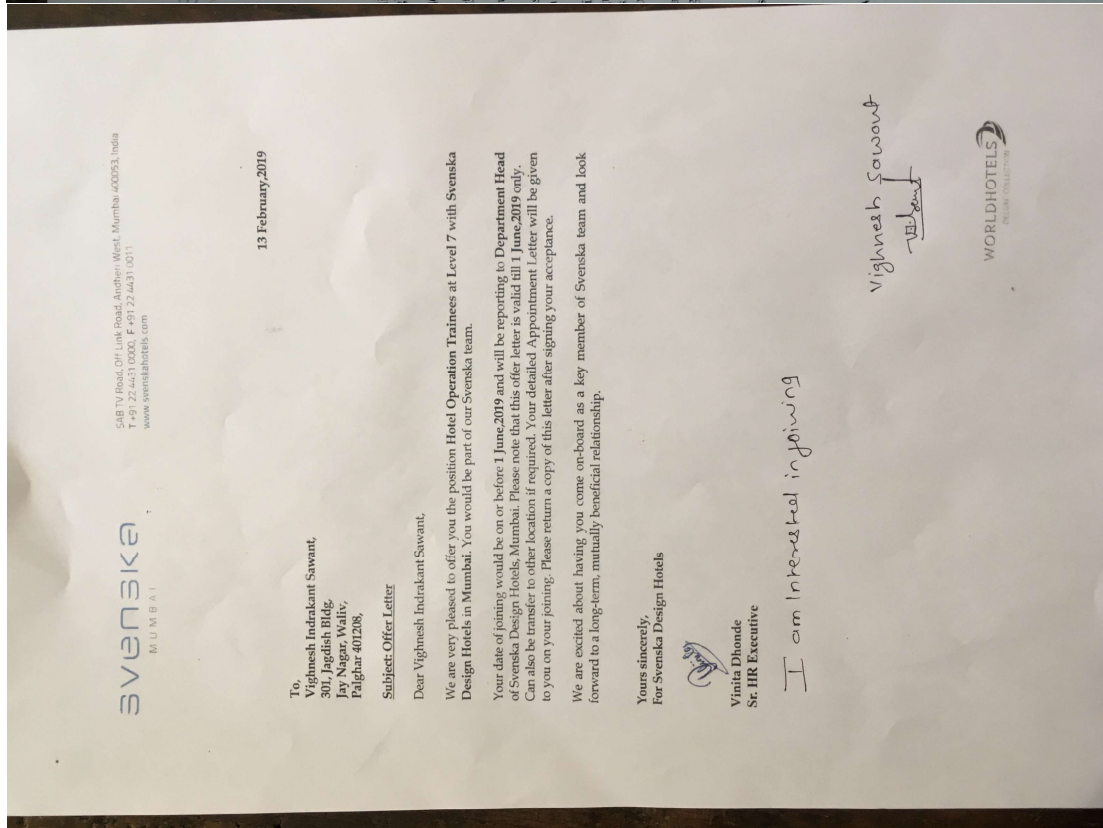 svenska
MUMBAI
SAB TV Road, Off Link Road, Andheri West, Mumbai 400053, India
T +91 22 4431 0000, F +91 22 4431 0011
www.svenskahotels.com
13 February,2019
To,
Vighnesh Indrakant Sawant,
301, Jagdish Bldg,
Jay Nagar, Waliv,
Palghar 401208,
Subject: Offer Letter
Dear Vighnesh Indrakant Sawant,
We are very pleased to offer you the position Hotel Operation Trainees at Level 7 with Svenska
Design Hotels in Mumbai. You would be part of our Svenska team.
Your date of joining would be on or before 1 June,2019 and will be reporting to Department Head
of Svenska Design Hotels, Mumbai. Please note that this offer letter is valid till 1 June,2019 only.
Can also be transfer to other location if required. Your detailed Appointment Letter will be given
to you on your joining. Please return a copy of this letter after signing your acceptance.
We are excited about having you come on-board as a key member of Svenska team and look
forward to a long-term, mutually beneficial relationship.
Yours sincerely,
For Svenska Design Hotels
Vinita Dhonde
Sr. HR Executive
I am Interested in joining
Vighnesh Sawant
WORLDHOTELS
DELUXE COLLECTION